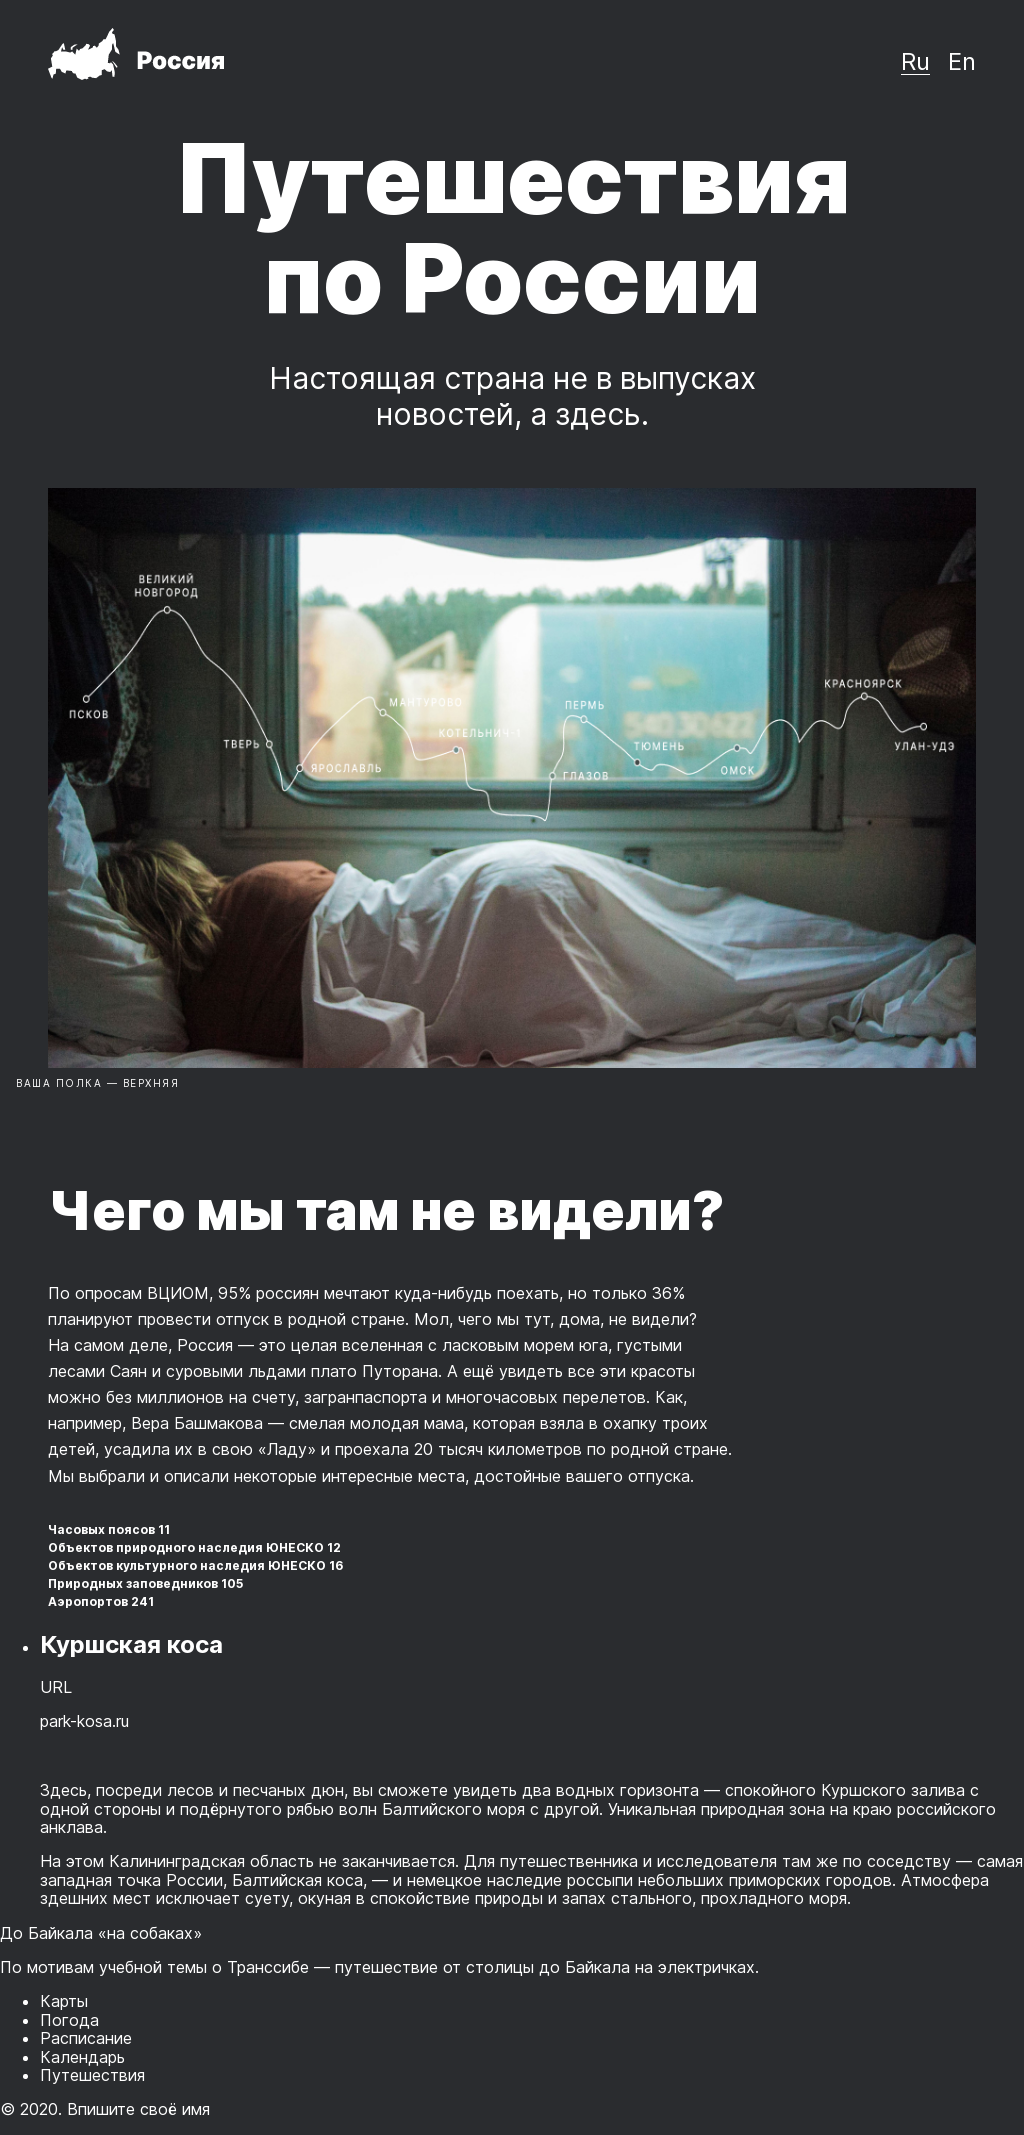 Россия
Ru En
Путешествия
по России
Настоящая страна не в выпусках
новостей, а здесь.
ВЕЛИКИЙ
НОВГОРОД
ПСКОВ
ТВЕРЬ
ЯРОСЛАВЛЬ
МАНТУРОВО
КОТЕЛЬНИЧ-1
ПЕРМЬ
ГЛАЗОВ
ТЮМЕНЬ
ОМСК
КРАСНОЯРСК
УЛАН-УДЭ
ВАША ПОЛКА — ВЕРХНЯЯ
Чего мы там не видели?
По опросам ВЦИОМ, 95% россиян мечтают куда-нибудь поехать, но только 36%
планируют провести отпуск в родной стране. Мол, чего мы тут, дома, не видели?
На самом деле, Россия — это целая вселенная с ласковым морем юга, густыми
лесами Саян и суровыми льдами плато Путорана. А ещё увидеть все эти красоты
можно без миллионов на счету, загранпаспорта и многочасовых перелетов. Как,
например, Вера Башмакова — смелая молодая мама, которая взяла в охапку троих
детей, усадила их в свою «Ладу» и проехала 20 тысяч километров по родной стране.
Мы выбрали и описали некоторые интересные места, достойные вашего отпуска.
Часовых поясов 11
Объектов природного наследия ЮНЕСКО 12
Объектов культурного наследия ЮНЕСКО 16
Природных заповедников 105
Аэропортов 241
Куршская коса
URL
park-kosa.ru
Здесь, посреди лесов и песчаных дюн, вы сможете увидеть два водных горизонта — спокойного Куршского залива с
одной стороны и подёрнутого рябью волн Балтийского моря с другой. Уникальная природная зона на краю российского
анклава.
На этом Калининградская область не заканчивается. Для путешественника и исследователя там же по соседству — самая
западная точка России, Балтийская коса, — и немецкое наследие россыпи небольших приморских городов. Атмосфера
здешних мест исключает суету, окуная в спокойствие природы и запах стального, прохладного моря.
До Байкала «на собаках»
По мотивам учебной темы о Транссибе — путешествие от столицы до Байкала на электричках.
Карты
Погода
Расписание
Календарь
Путешествия
© 2020. Впишите своё имя